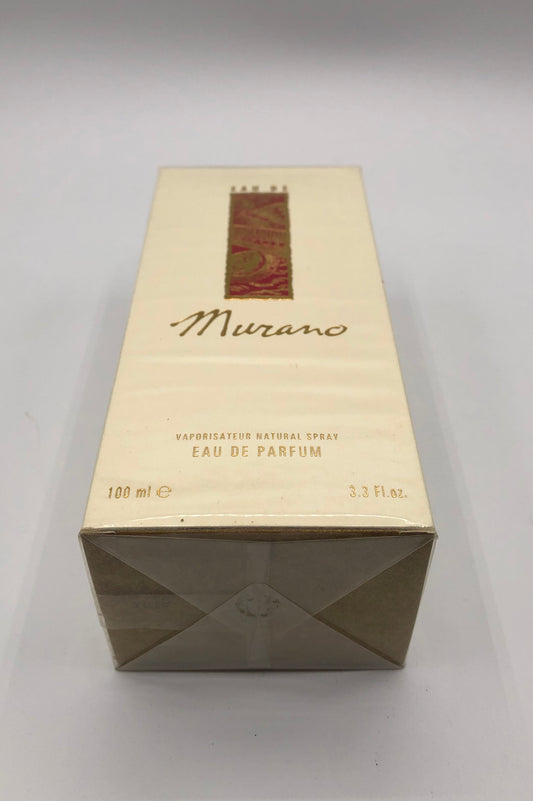 EAU DE
Murano
VAPORISATEUR NATURAL SPRAY
EAU DE PARFUM
100 ml ℮ 3.3 Fl.oz.